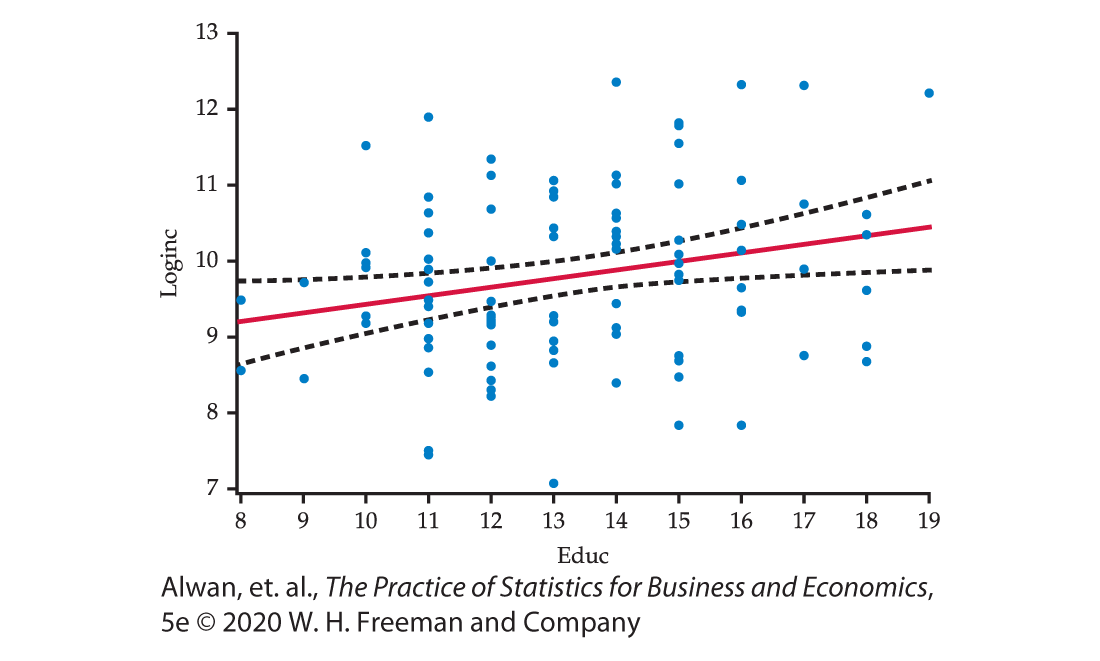 13
12
11
10
9
8
7
Loginc
8 9 10 11 12 13 14 15 16 17 18 19
Educ
Alwan, et. al., The Practice of Statistics for Business and Economics,
5e © 2020 W. H. Freeman and Company